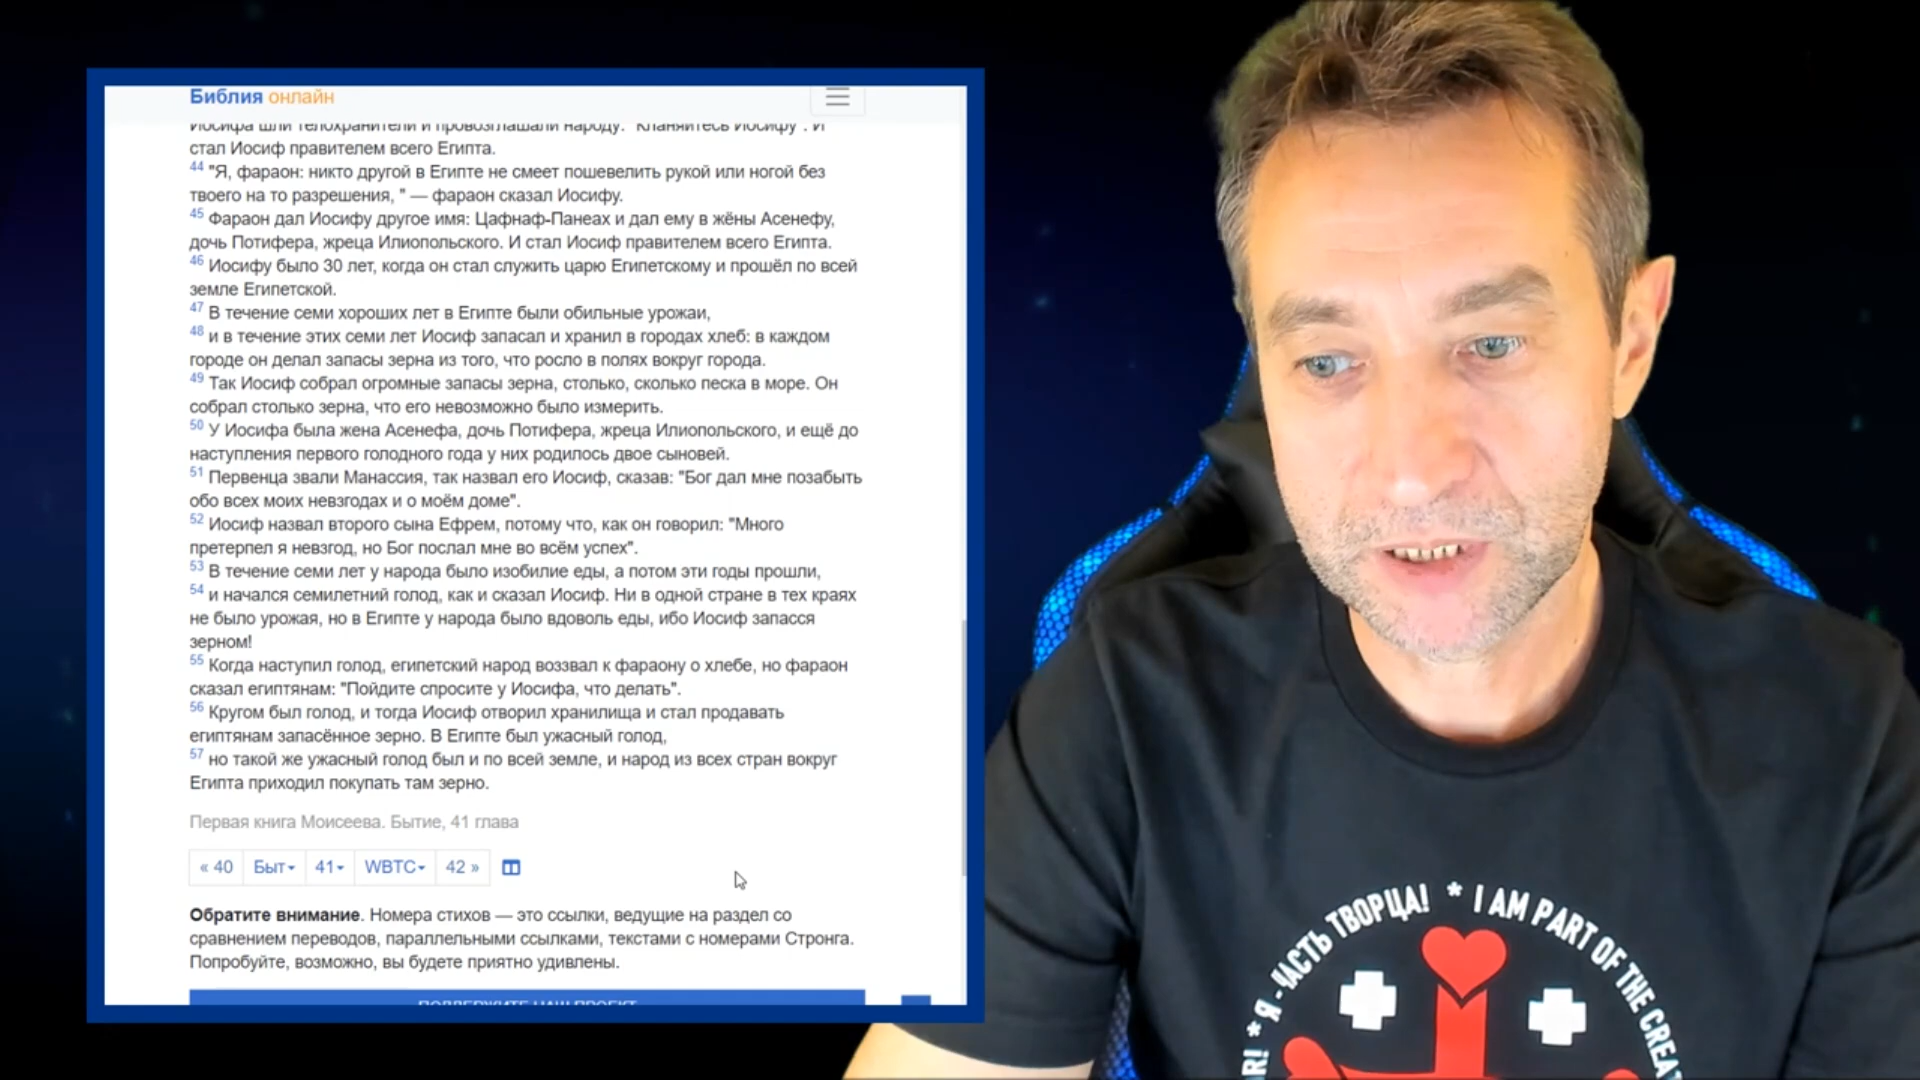 Библия онлайн
Иосифа шли телохранители и провозглашали народу: "Кланяйтесь Иосифу". И
стал Иосиф правителем всего Египта.
44 "Я, фараон: никто другой в Египте не смеет пошевелить рукой или ногой без
твоего на то разрешения, " — фараон сказал Иосифу.
45 Фараон дал Иосифу другое имя: Цафнаф-Панеах и дал ему в жёны Асенефу,
дочь Потифера, жреца Илиопольского. И стал Иосиф правителем всего Египта.
46 Иосифу было 30 лет, когда он стал служить царю Египетскому и прошёл по всей
земле Египетской.
47 В течение семи хороших лет в Египте были обильные урожаи,
48 и в течение этих семи лет Иосиф запасал и хранил в городах хлеб: в каждом
городе он делал запасы зерна из того, что росло в полях вокруг города.
49 Так Иосиф собрал огромные запасы зерна, столько, сколько песка в море. Он
собрал столько зерна, что его невозможно было измерить.
50 У Иосифа была жена Асенефа, дочь Потифера, жреца Илиопольского, и ещё до
наступления первого голодного года у них родилось двое сыновей.
51 Первенца звали Манассия, так назвал его Иосиф, сказав: "Бог дал мне позабыть
обо всех моих невзгодах и о моём доме".
52 Иосиф назвал второго сына Ефрем, потому что, как он говорил: "Много
претерпел я невзгод, но Бог послал мне во всём успех".
53 В течение семи лет у народа было изобилие еды, а потом эти годы прошли,
54 и начался семилетний голод, как и сказал Иосиф. Ни в одной стране в тех краях
не было урожая, но в Египте у народа было вдоволь еды, ибо Иосиф запасся
зерном!
55 Когда наступил голод, египетский народ воззвал к фараону о хлебе, но фараон
сказал египтянам: "Пойдите спросите у Иосифа, что делать".
56 Кругом был голод, и тогда Иосиф отворил хранилища и стал продавать
египтянам запасённое зерно. В Египте был ужасный голод,
57 но такой же ужасный голод был и по всей земле, и народ из всех стран вокруг
Египта приходил покупать там зерно.
Первая книга Моисеева. Бытие, 41 глава
« 40 Быт 41 WBTC 42 »
Обратите внимание. Номера стихов — это ссылки, ведущие на раздел со
сравнением переводов, параллельными ссылками, текстами с номерами Стронга.
Попробуйте, возможно, вы будете приятно удивлены.
ПОДДЕРЖИТЕ НАШ ПРОЕКТ
* Я - ЧАСТЬ ТВОРЦА! * I AM PART OF THE